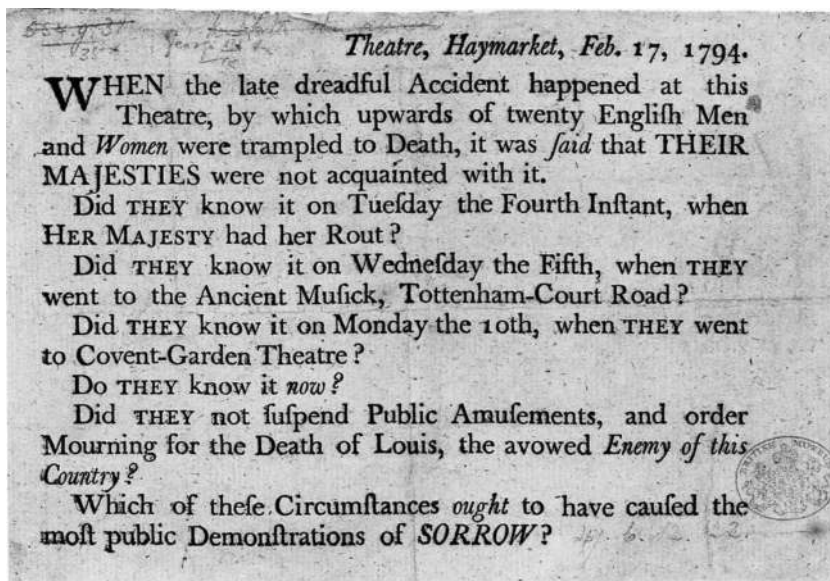 Theatre, Haymarket, Feb. 17, 1794.
WHEN the late dreadful Accident happened at this
Theatre, by which upwards of twenty Engliſh Men
and Women were trampled to Death, it was ſaid that THEIR
MAJESTIES were not acquainted with it.
Did THEY know it on Tueſday the Fourth Inſtant, when
HER MAJESTY had her Rout?
Did THEY know it on Wedneſday the Fifth, when THEY
went to the Ancient Muſick, Tottenham-Court Road?
Did THEY know it on Monday the 10th, when THEY went
to Covent-Garden Theatre?
Do THEY know it now?
Did THEY not ſuſpend Public Amuſements, and order
Mourning for the Death of Louis, the avowed Enemy of this
Country?
Which of theſe Circumſtances ought to have cauſed the
moſt public Demonſtrations of SORROW?